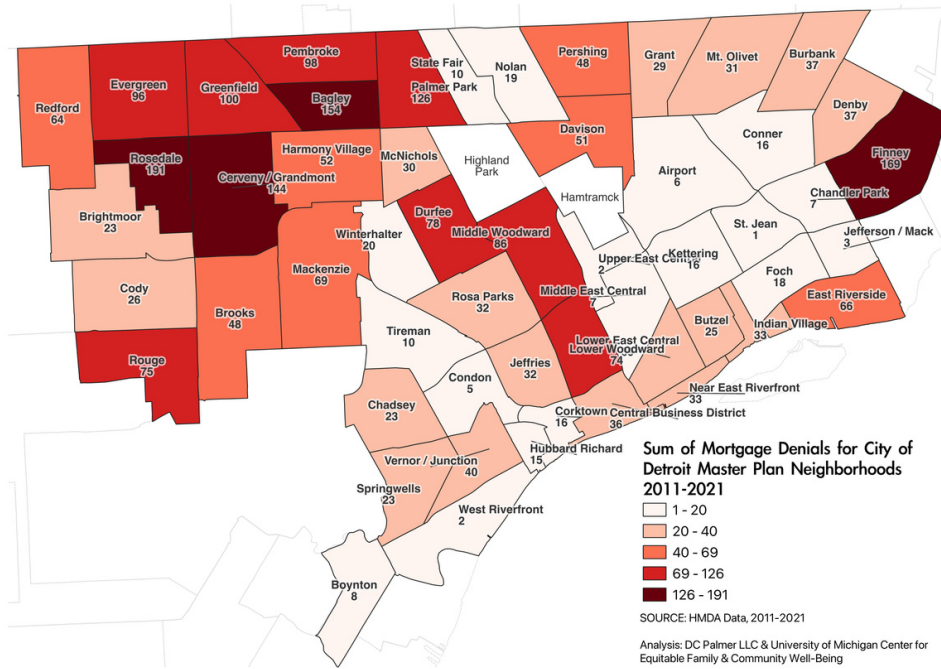 Pembroke
98
State Fair
10
Nolan
19
Pershing
48
Grant
29
Mt. Olivet
31
Burbank
37
Redford
64
Evergreen
96
Greenfield
100
Bagley
154
Palmer Park
126
Denby
37
Rosedale
191
Cerveny / Grandmont
144
Harmony Village
52
McNichols
30
Highland
Park
Davison
51
Conner
16
Finney
169
Airport
6
Hamtramck
Chandler Park
7
Brightmoor
23
Winterhalter
20
Durfee
78
Middle Woodward
86
St. Jean
1
Jefferson / Mack
3
Upper East Central
2
Kettering
16
Cody
26
Mackenzie
69
Foch
18
Middle East Central
7
East Riverside
66
Rosa Parks
32
Brooks
48
Tireman
10
Butzel
25
Indian Village
33
Rouge
75
Jeffries
32
Lower East Central
Lower Woodward
74
Condon
5
Near East Riverfront
33
Chadsey
23
Corktown
16
Central Business District
36
Hubbard Richard
15
Vernor / Junction
40
Springwells
23
West Riverfront
2
Boynton
8
Sum of Mortgage Denials for City of
Detroit Master Plan Neighborhoods
2011-2021
1 - 20
20 - 40
40 - 69
69 - 126
126 - 191
SOURCE: HMDA Data, 2011-2021
Analysis: DC Palmer LLC & University of Michigan Center for
Equitable Family & Community Well-Being